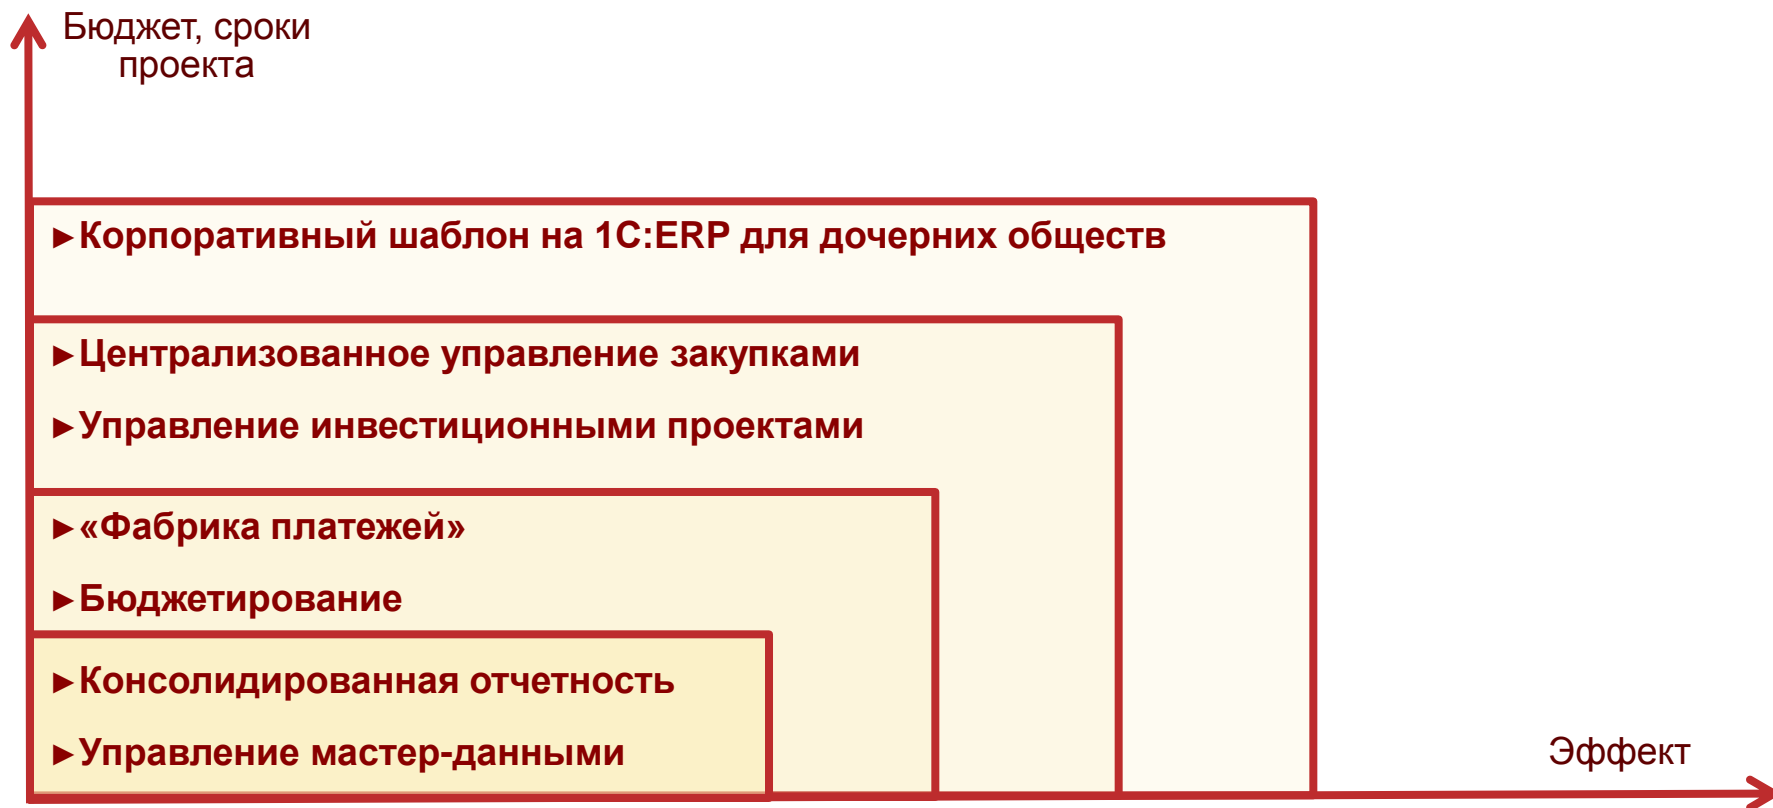 Бюджет, сроки
проекта
►Корпоративный шаблон на 1С:ERP для дочерних обществ
►Централизованное управление закупками
►Управление инвестиционными проектами
►«Фабрика платежей»
►Бюджетирование
►Консолидированная отчетность
►Управление мастер-данными
Эффект